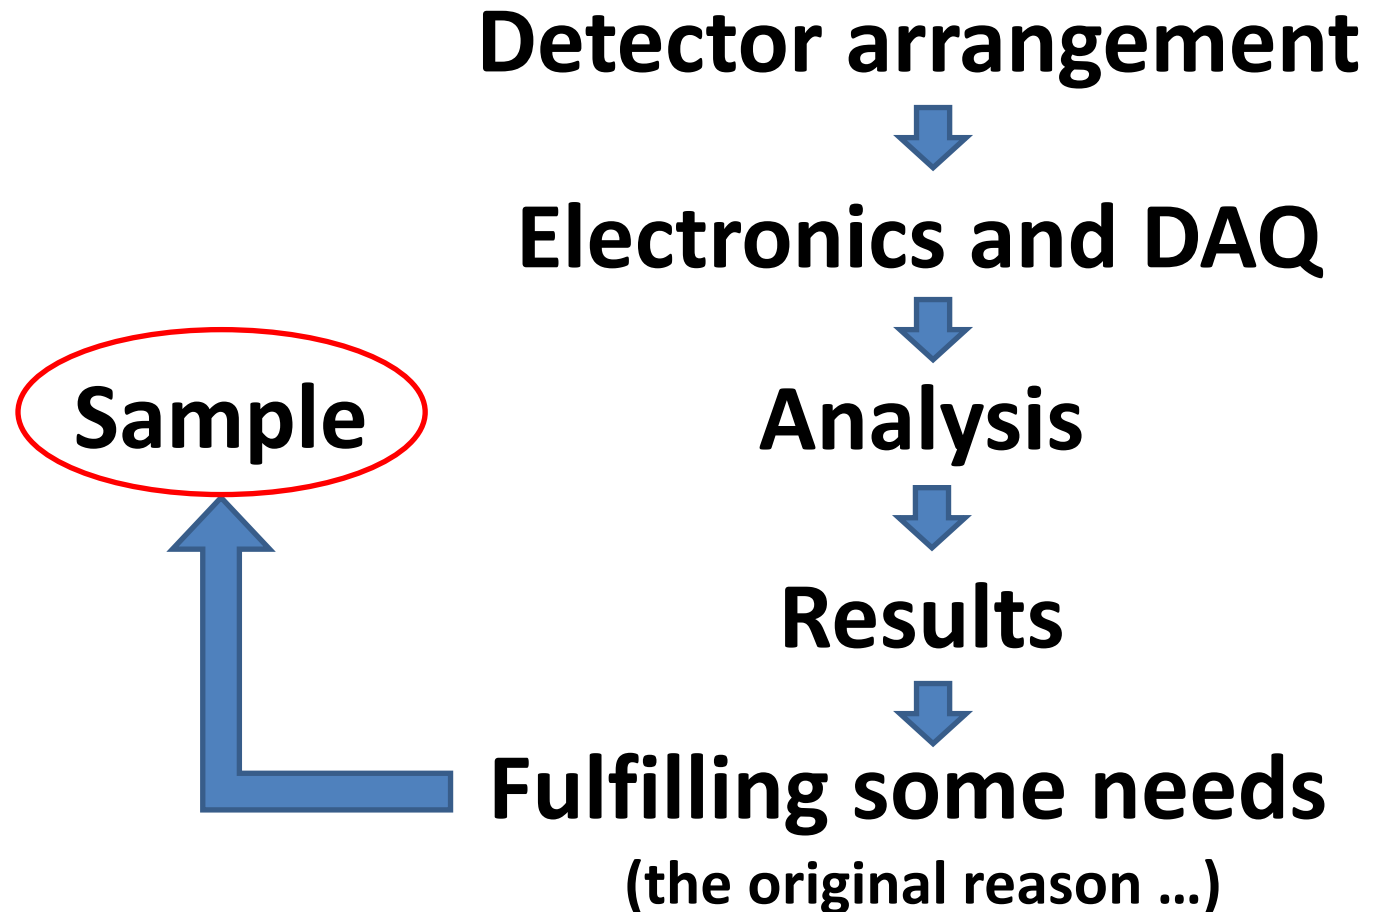 Detector arrangement
Electronics and DAQ
Sample
Analysis
Results
Fulfilling some needs
(the original reason …)